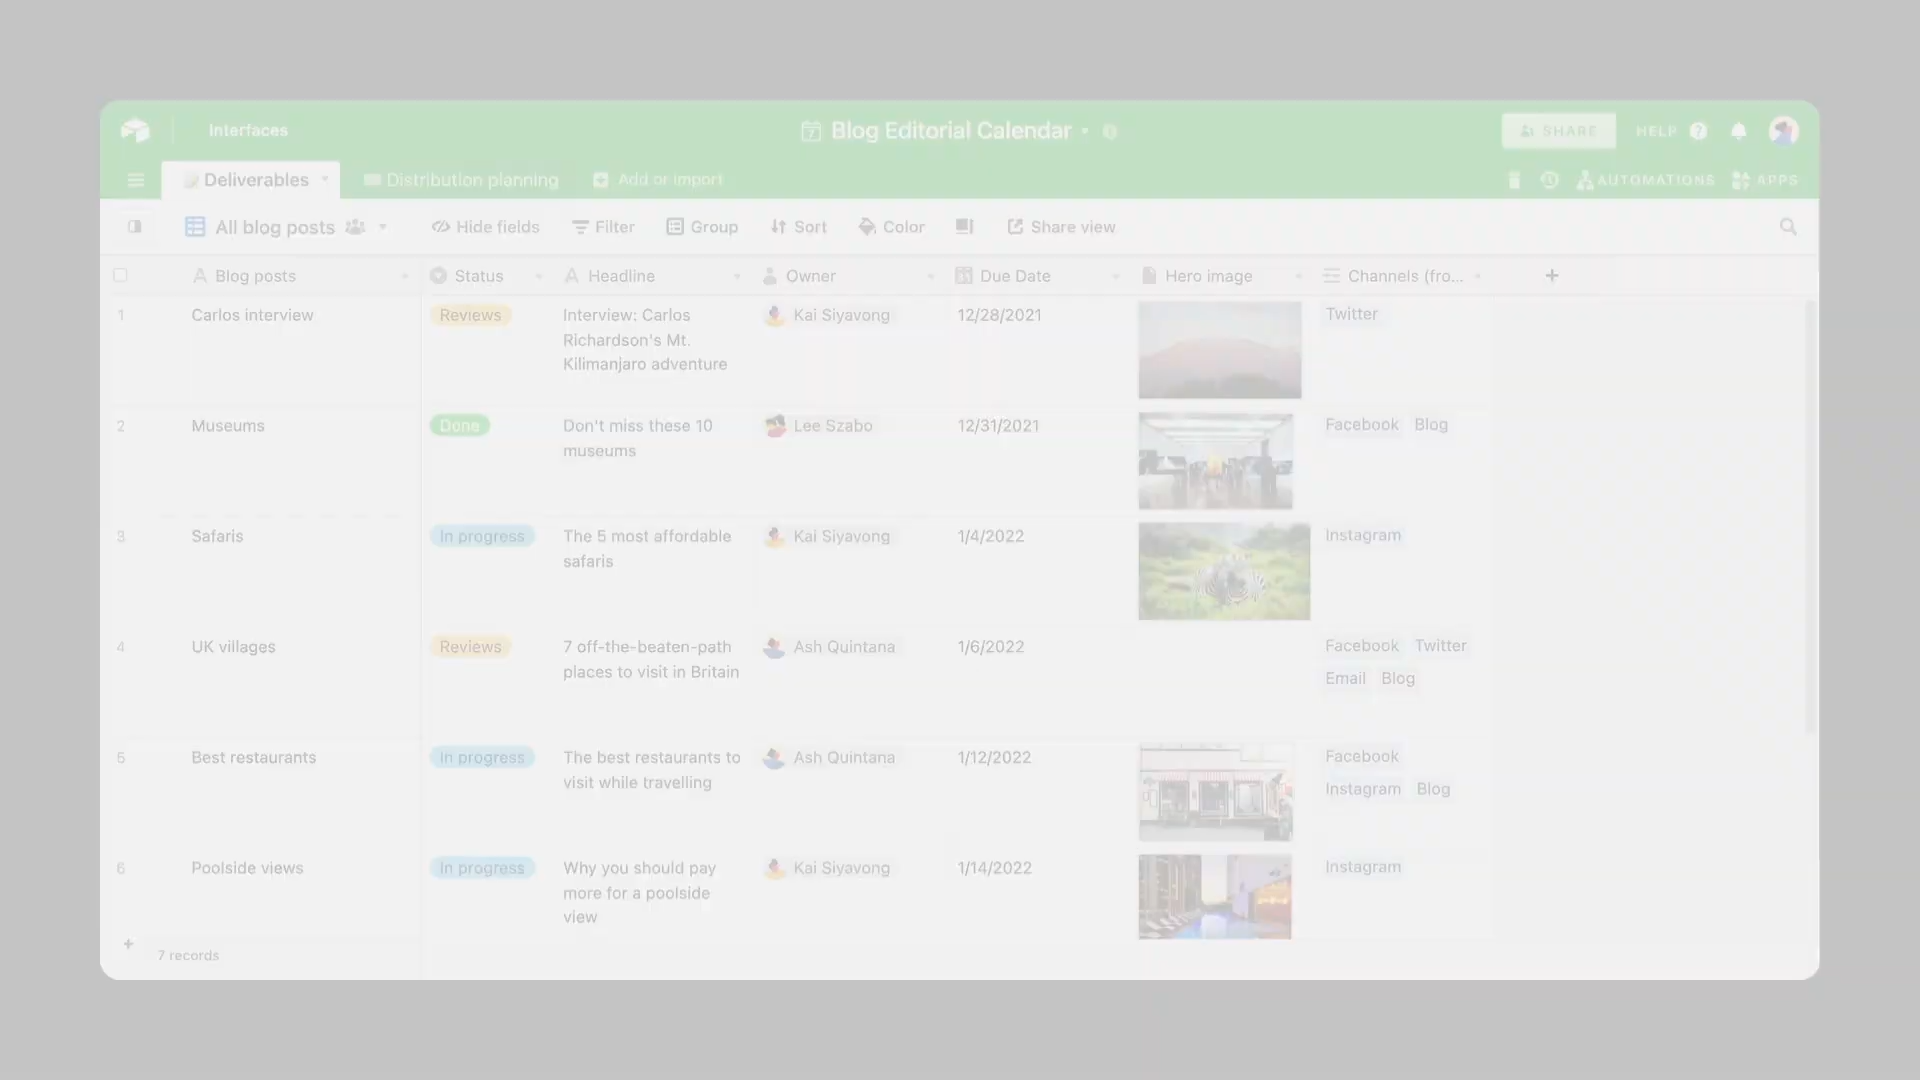 Interfaces
Blog Editorial Calendar
SHARE
HELP
Deliverables
Distribution planning
Add or import
AUTOMATIONS
APPS
All blog posts
Hide fields
Filter
Group
Sort
Color
Share view
Blog posts
Status
Headline
Owner
Due Date
Hero image
Channels (fro...
1
Carlos interview
Reviews
Interview: Carlos
Richardson's Mt.
Kilimanjaro adventure
Kai Siyavong
12/28/2021
Twitter
2
Museums
Done
Don't miss these 10
museums
Lee Szabo
12/31/2021
Facebook Blog
3
Safaris
In progress
The 5 most affordable
safaris
Kai Siyavong
1/4/2022
Instagram
4
UK villages
Reviews
7 off-the-beaten-path
places to visit in Britain
Ash Quintana
1/6/2022
Facebook Twitter
Email Blog
5
Best restaurants
In progress
The best restaurants to
visit while travelling
Ash Quintana
1/12/2022
Facebook
Instagram Blog
6
Poolside views
In progress
Why you should pay
more for a poolside
view
Kai Siyavong
1/14/2022
Instagram
7 records